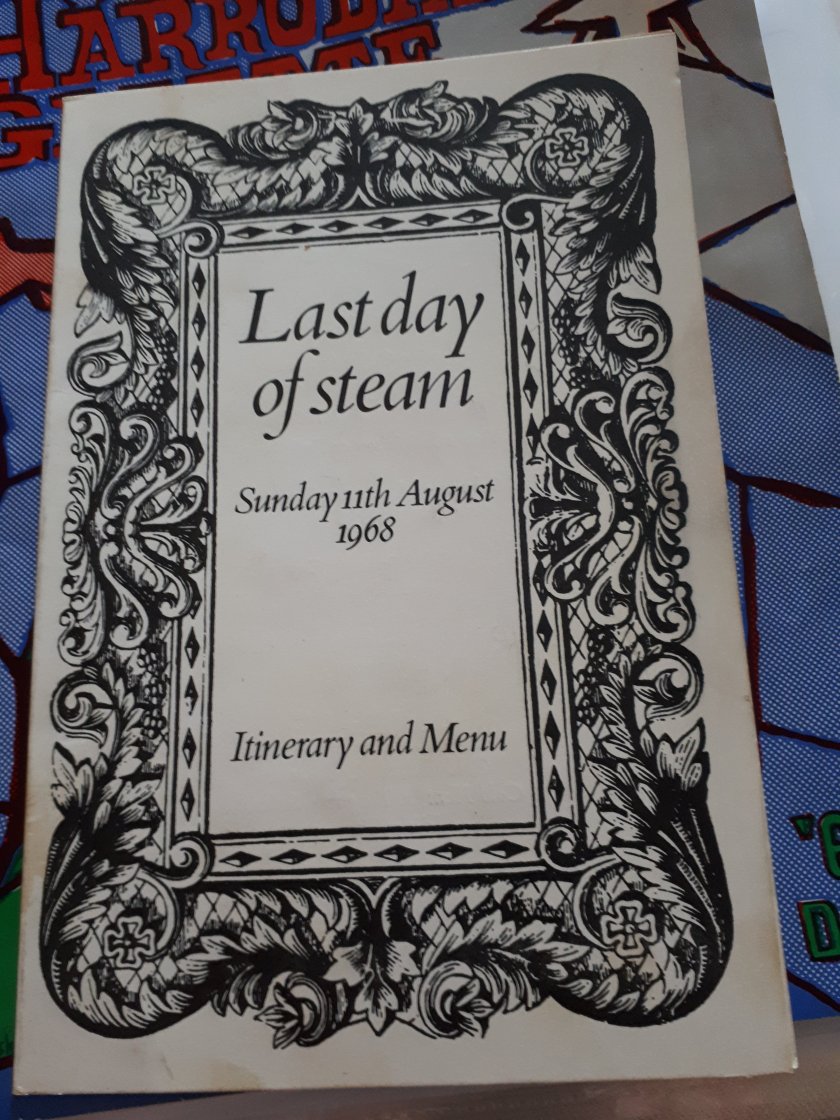 Last day
of steam
Sunday 11th August
1968
Itinerary and Menu